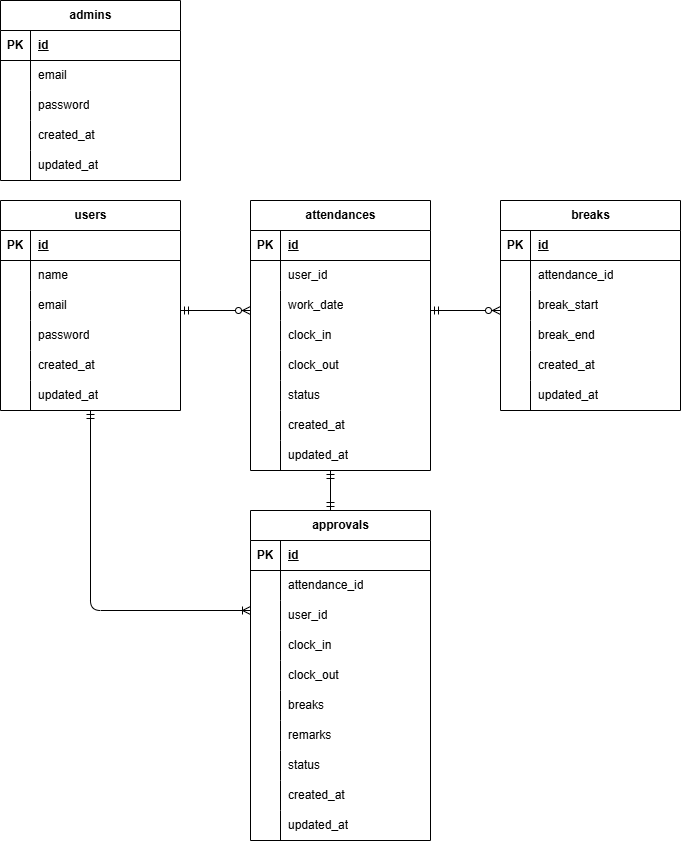 admins
PK id
email
password
created_at
updated_at
users
PK id
name
email
password
created_at
updated_at
attendances
PK id
user_id
work_date
clock_in
clock_out
status
created_at
updated_at
breaks
PK id
attendance_id
break_start
break_end
created_at
updated_at
approvals
PK id
attendance_id
user_id
clock_in
clock_out
breaks
remarks
status
created_at
updated_at